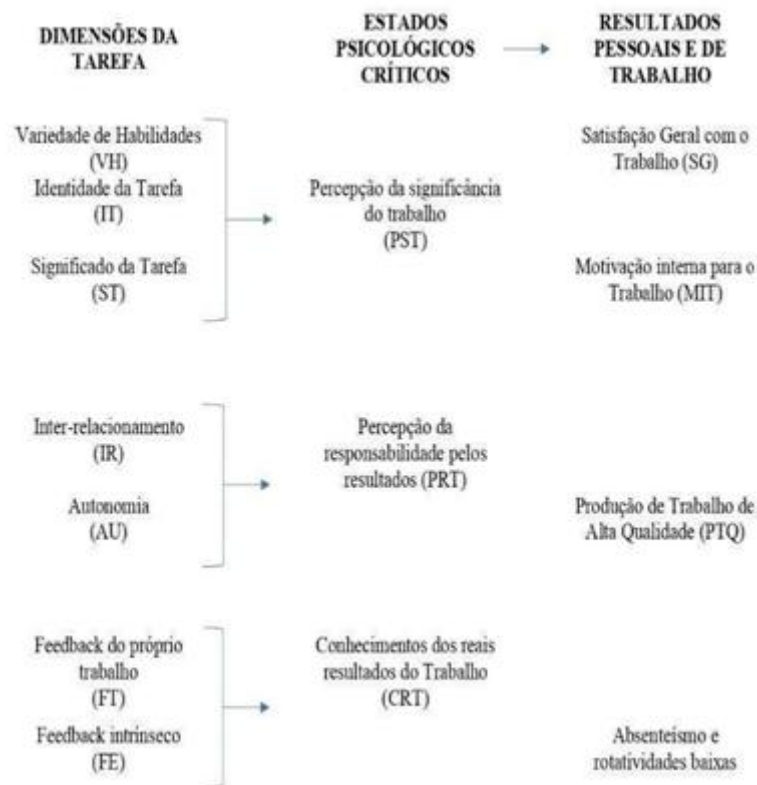 DIMENSÕES DA
TAREFA
ESTADOS
PSICOLÓGICOS
CRÍTICOS
RESULTADOS
PESSOAIS E DE
TRABALHO
Variedade de Habilidades
(VH)
Identidade da Tarefa
(IT)
Significado da Tarefa
(ST)
Percepção da significância
do trabalho
(PST)
Satisfação Geral com o
Trabalho (SG)
Motivação interna para o
Trabalho (MIT)
Inter-relacionamento
(IR)
Autonomia
(AU)
Percepção da
responsabilidade pelos
resultados (PRT)
Produção de Trabalho de
Alta Qualidade (PTQ)
Feedback do próprio
trabalho
(FT)
Feedback intrínseco
(FE)
Conhecimentos dos reais
resultados do Trabalho
(CRT)
Absenteísmo e
rotatividades baixas